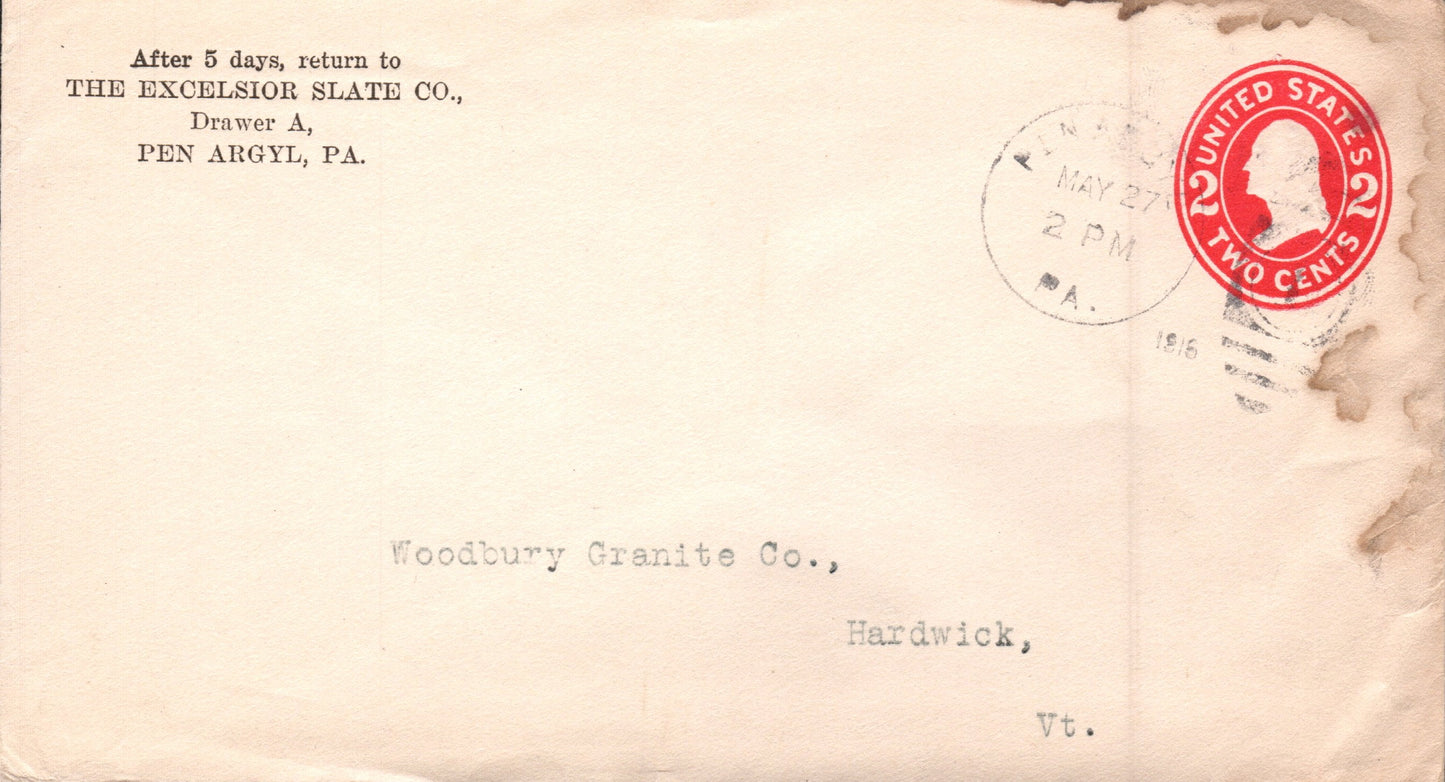 After 5 days, return to
THE EXCELSIOR SLATE CO.,
Drawer A,
PEN ARGYL, PA.
UNITED STATES
2 2
TWO CENTS
MAY 27
2 PM
PA.
1916
Woodbury Granite Co.,
Hardwick,
Vt.